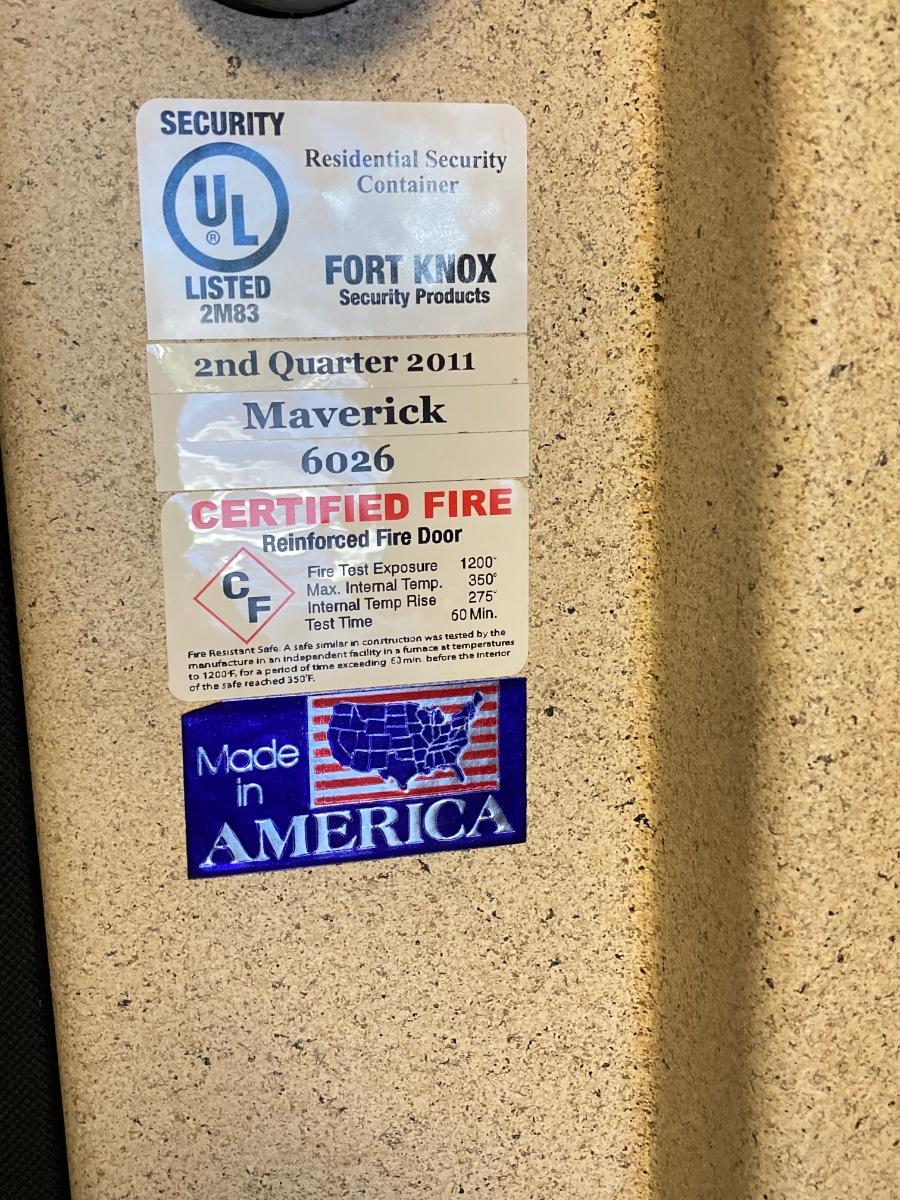 SECURITY
Residential Security
Container
UL
®
LISTED
2M83
FORT KNOX
Security Products
2nd Quarter 2011
Maverick
6026
CERTIFIED FIRE
Reinforced Fire Door
CF
Fire Test Exposure 1200°
Max. Internal Temp. 350°
Internal Temp Rise 275°
Test Time 60 Min.
Fire Resistant Safe: A safe similar in construction was tested by the
manufacture in an independent facility in a furnace at temperatures
to 1200°F, for a period of time exceeding 60 min. before the interior
of the safe reached 350°F.
Made
in
AMERICA